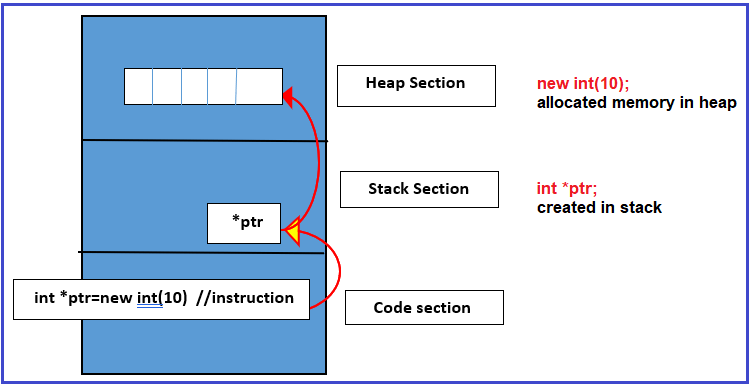 Heap Section
new int(10);
allocated memory in heap
Stack Section
int *ptr;
created in stack
*ptr
int *ptr=new int(10)  //instruction
Code section